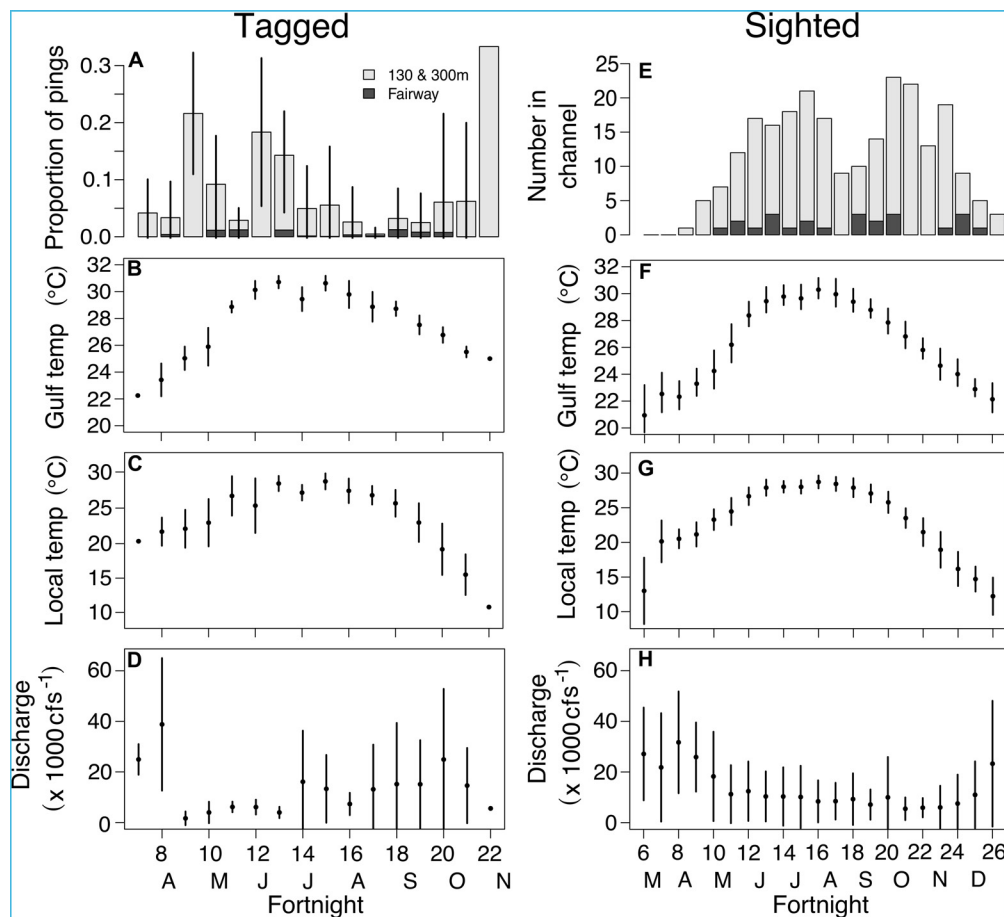 Tagged
Sighted
A
Proportion of pings
0.3
0.2
0.1
0.0
130 & 300m
Fairway
E
Number in
channel
25
20
15
10
5
0
B
Gulf temp (°C)
32
30
28
26
24
22
20
F
Gulf temp (°C)
32
30
28
26
24
22
20
C
Local temp (°C)
30
25
20
15
10
G
Local temp (°C)
30
25
20
15
10
D
Discharge
(x 1000cfs⁻¹)
60
40
20
0
8 10 12 14 16 18 20 22
A M J J A S O N
Fortnight
H
Discharge
(x 1000cfs⁻¹)
60
40
20
0
6 8 10 12 14 16 18 20 22 24 26
M A M J J A S O N D
Fortnight